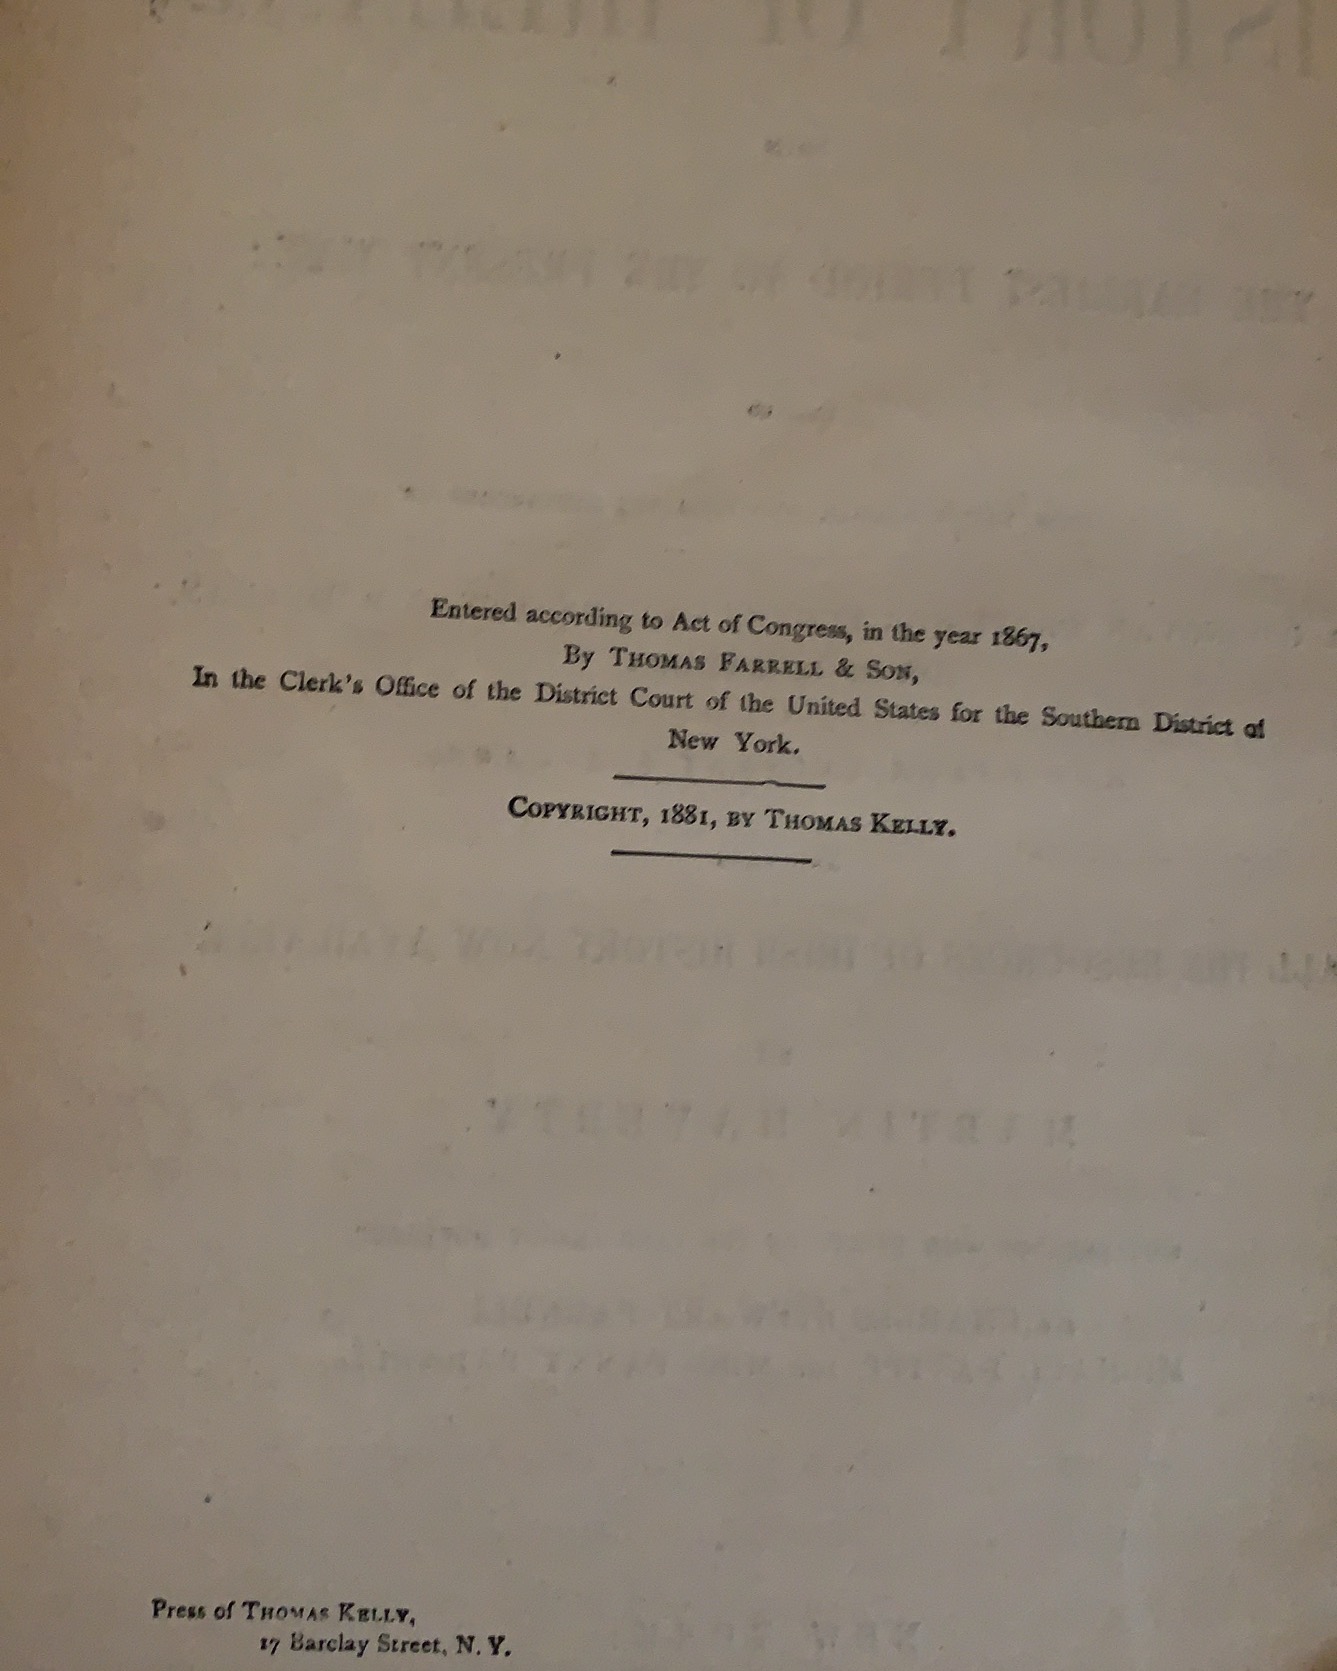 Entered according to Act of Congress, in the year 1867,
By THOMAS FARRELL & SON,
In the Clerk's Office of the District Court of the United States for the Southern District of
New York.
COPYRIGHT, 1881, BY THOMAS KELLY.
Press of THOMAS KELLY,
17 Barclay Street, N. Y.